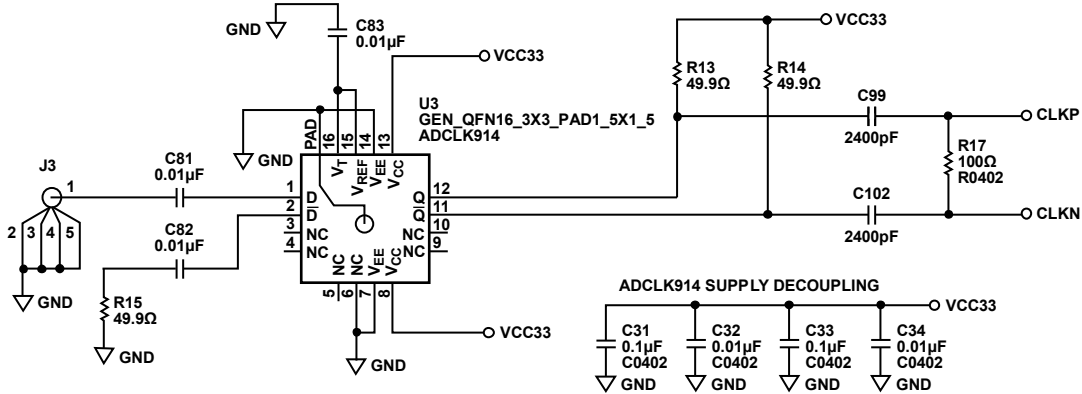 GND
C83
0.01µF
VCC33
VCC33
R13
49.9Ω
R14
49.9Ω
C99
2400pF
CLKP
U3
GEN_QFN16_3X3_PAD1_5X1_5
ADCLK914
GND
PAD
16
15
14
13
VT
VREF
VEE
VCC
R17
100Ω
R0402
J3
1
C81
0.01µF
1
D
Q
12
2
D
Q
11
C102
2400pF
CLKN
2
3
4
5
C82
0.01µF
3
NC
NC
10
4
NC
NC
9
NC
NC
VEE
VCC
5
6
7
8
GND
R15
49.9Ω
GND
GND
VCC33
ADCLK914 SUPPLY DECOUPLING
VCC33
C31
0.1µF
C0402
GND
C32
0.01µF
C0402
GND
C33
0.1µF
C0402
GND
C34
0.01µF
C0402
GND